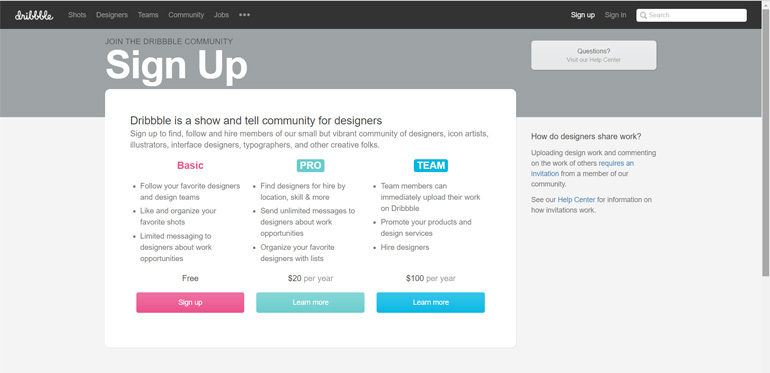 dribbble Shots Designers Teams Community Jobs ••• Sign up Sign in Search
JOIN THE DRIBBBLE COMMUNITY
Sign Up
Questions?
Visit our Help Center
Dribbble is a show and tell community for designers
Sign up to find, follow and hire members of our small but vibrant community of designers, icon artists,
illustrators, interface designers, typographers, and other creative folks.
Basic
• Follow your favorite designers
and design teams
• Like and organize your
favorite shots
• Limited messaging to
designers about work
opportunities
Free
Sign up
PRO
• Find designers for hire by
location, skill & more
• Send unlimited messages to
designers about work
opportunities
• Organize your favorite
designers with lists
$20 per year
Learn more
TEAM
• Team members can
immediately upload their work
on Dribbble
• Promote your products and
design services
• Hire designers
$100 per year
Learn more
How do designers share work?
Uploading design work and commenting
on the work of others requires an
invitation from a member of our
community.
See our Help Center for information on
how invitations work.